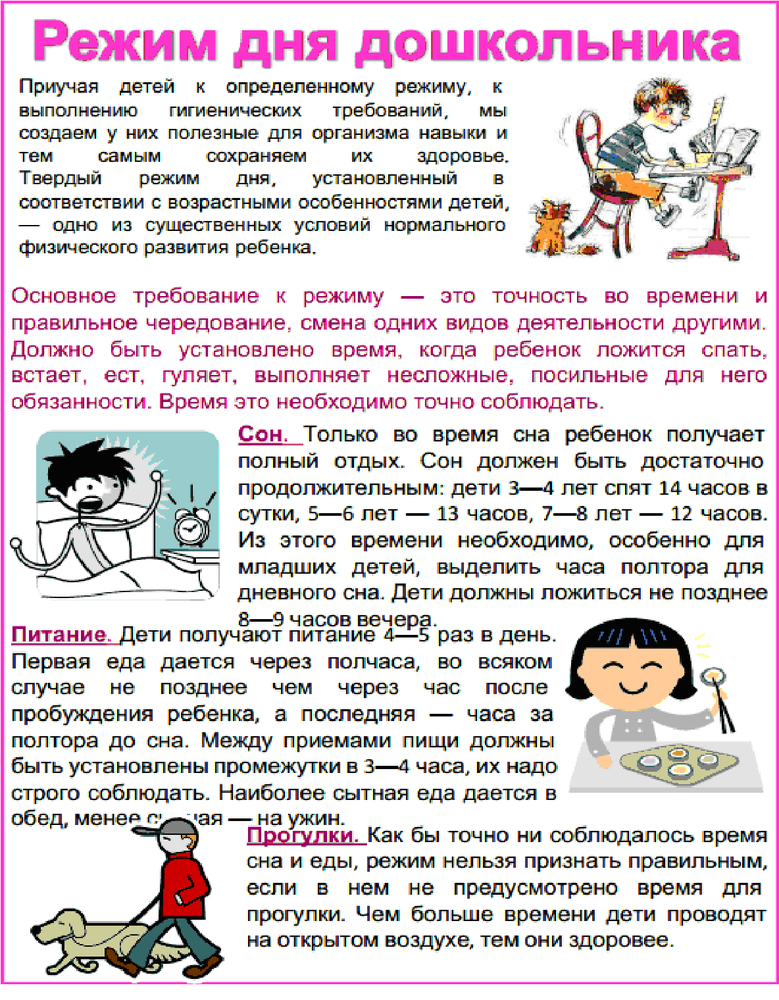 Режим дня дошкольника
Приучая детей к определенному режиму, к
выполнению гигиенических требований, мы
создаем у них полезные для организма навыки и
тем самым сохраняем их здоровье.
Твердый режим дня, установленный в
соответствии с возрастными особенностями детей,
— одно из существенных условий нормального
физического развития ребенка.
Основное требование к режиму — это точность во времени и
правильное чередование, смена одних видов деятельности другими.
Должно быть установлено время, когда ребенок ложится спать,
встает, ест, гуляет, выполняет несложные, посильные для него
обязанности. Время это необходимо точно соблюдать.
Сон. Только во время сна ребенок получает
полный отдых. Сон должен быть достаточно
продолжительным: дети 3—4 лет спят 14 часов в
сутки, 5—6 лет — 13 часов, 7—8 лет — 12 часов.
Из этого времени необходимо, особенно для
младших детей, выделить часа полтора для
дневного сна. Дети должны ложиться не позднее
8—9 часов вечера.
Питание. Дети получают питание 4—5 раз в день.
Первая еда дается через полчаса, во всяком
случае не позднее чем через час после
пробуждения ребенка, а последняя — часа за
полтора до сна. Между приемами пищи должны
быть установлены промежутки в 3—4 часа, их надо
строго соблюдать. Наиболее сытная еда дается в
обед, менее сытная — на ужин.
Прогулки. Как бы точно ни соблюдалось время
сна и еды, режим нельзя признать правильным,
если в нем не предусмотрено время для
прогулки. Чем больше времени дети проводят
на открытом воздухе, тем они здоровее.